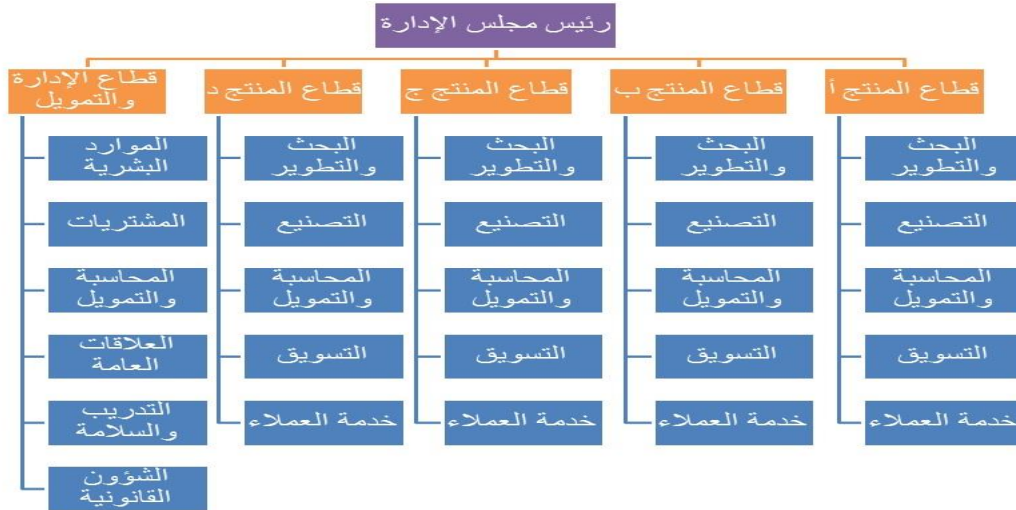 رئيس مجلس الإدارة
قطاع المنتج أ
قطاع المنتج ب
قطاع المنتج ج
قطاع المنتج د
قطاع الإدارة
والتمويل
البحث
والتطوير
البحث
والتطوير
البحث
والتطوير
البحث
والتطوير
الموارد
البشرية
التصنيع
التصنيع
التصنيع
التصنيع
المشتريات
المحاسبة
والتمويل
المحاسبة
والتمويل
المحاسبة
والتمويل
المحاسبة
والتمويل
المحاسبة
والتمويل
التسويق
التسويق
التسويق
التسويق
العلاقات
العامة
خدمة العملاء
خدمة العملاء
خدمة العملاء
خدمة العملاء
التدريب
والسلامة
الشؤون
القانونية